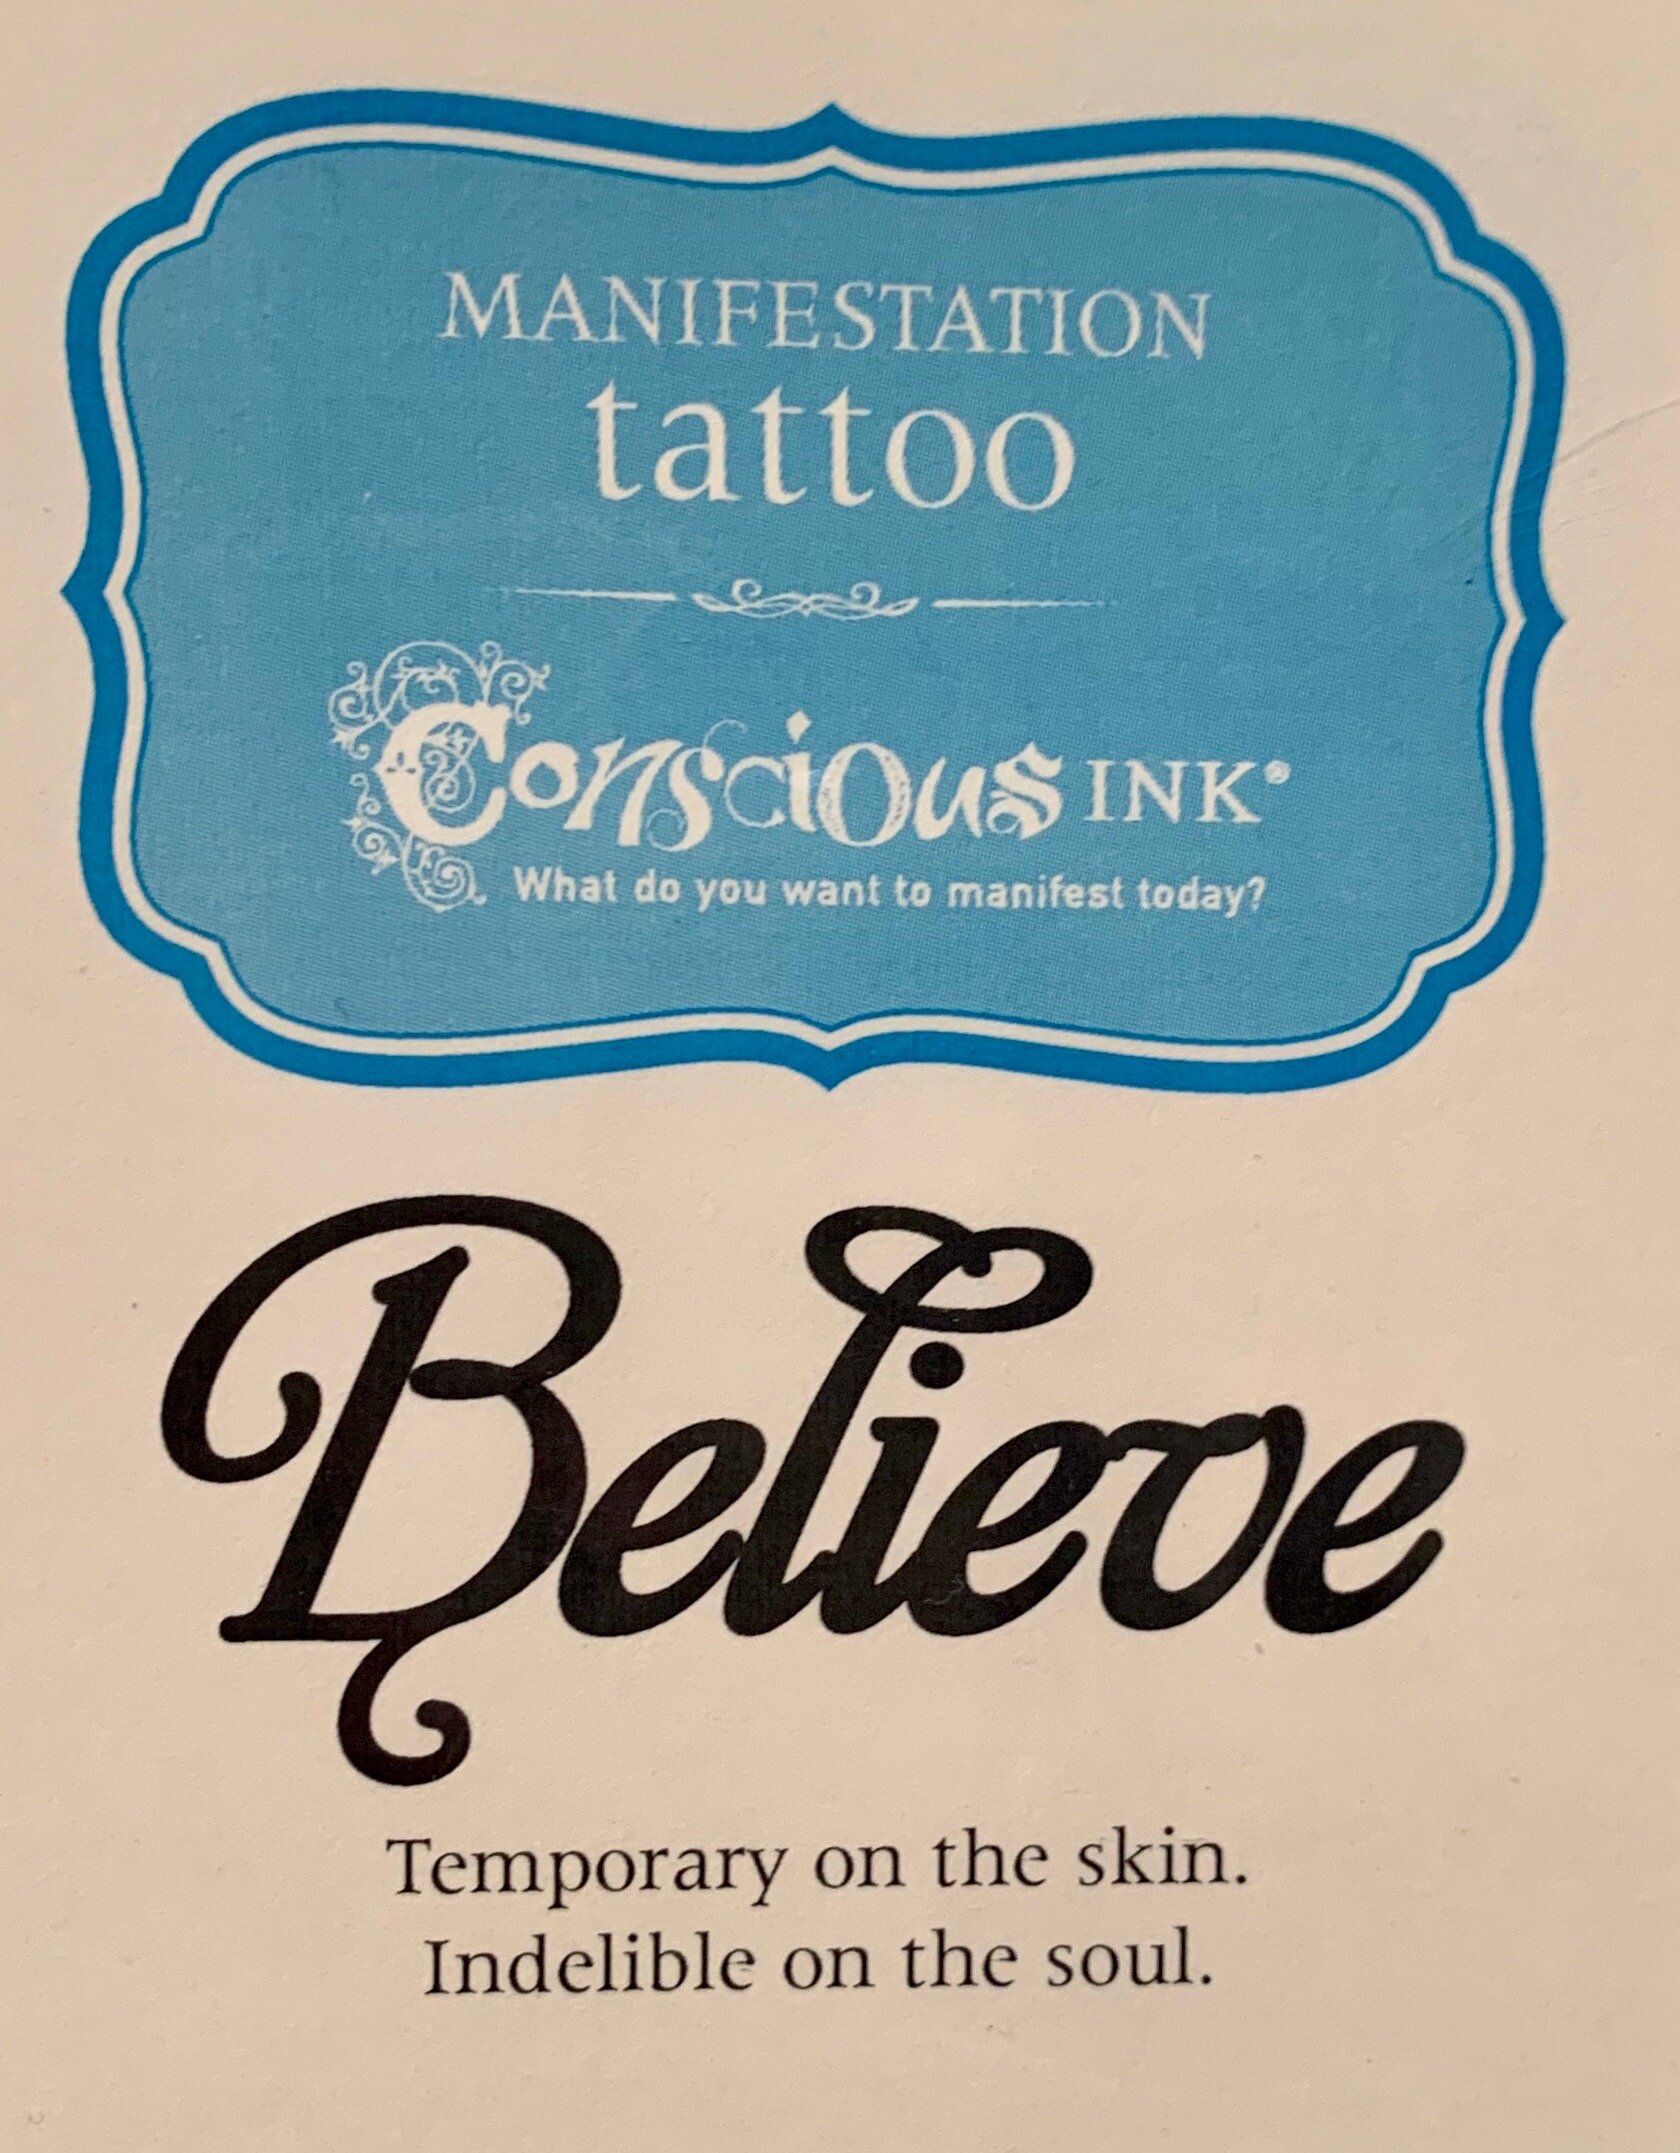 MANIFESTATION
tattoo
Conscious INK®
What do you want to manifest today?
Believe
Temporary on the skin.
Indelible on the soul.